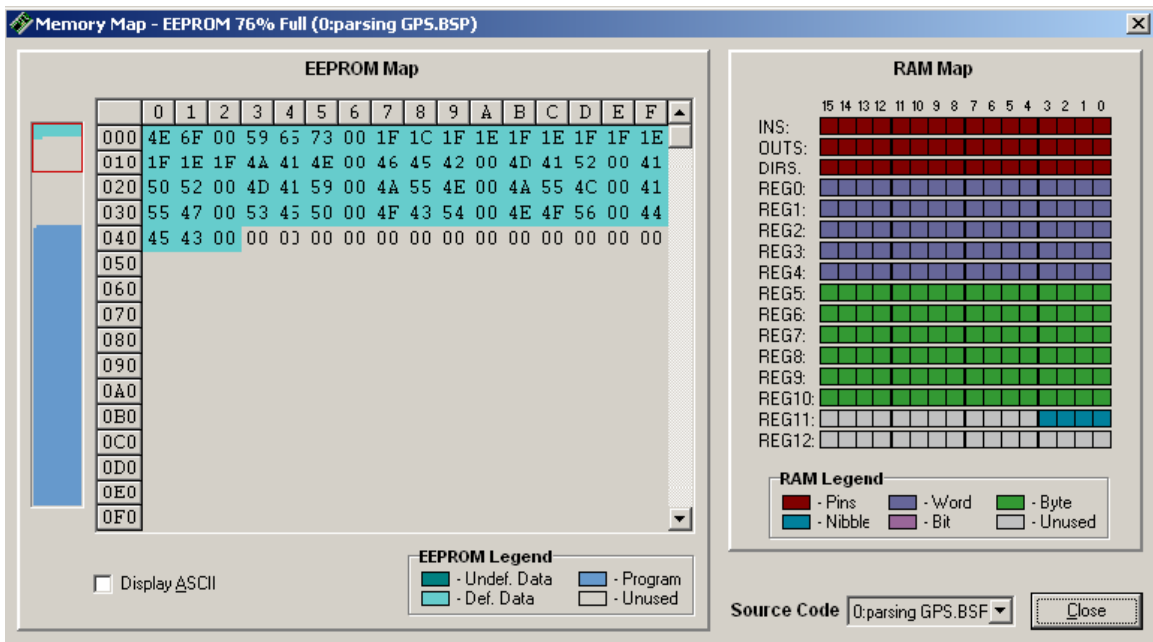 Memory Map - EEPROM 76% Full (0:parsing GPS.BSP)
EEPROM Map
0 1 2 3 4 5 6 7 8 9 A B C D E F
000 4E 6F 00 59 65 73 00 1F 1C 1F 1E 1F 1E 1F 1F 1E
010 1F 1E 1F 4A 41 4E 00 46 45 42 00 4D 41 52 00 41
020 50 52 00 4D 41 59 00 4A 55 4E 00 4A 55 4C 00 41
030 55 47 00 53 45 50 00 4F 43 54 00 4E 4F 56 00 44
040 45 43 00 00 00 00 00 00 00 00 00 00 00 00 00 00
050
060
070
080
090
0A0
0B0
0C0
0D0
0E0
0F0
Display ASCII
EEPROM Legend
- Undef. Data - Program
- Def. Data - Unused
RAM Map
15 14 13 12 11 10 9 8 7 6 5 4 3 2 1 0
INS:
OUTS:
DIRS.
REG0:
REG1:
REG2:
REG3:
REG4:
REG5:
REG6:
REG7:
REG8:
REG9:
REG10:
REG11:
REG12:
RAM Legend
- Pins - Word - Byte
- Nibble - Bit - Unused
Source Code 0:parsing GPS.BSF Close